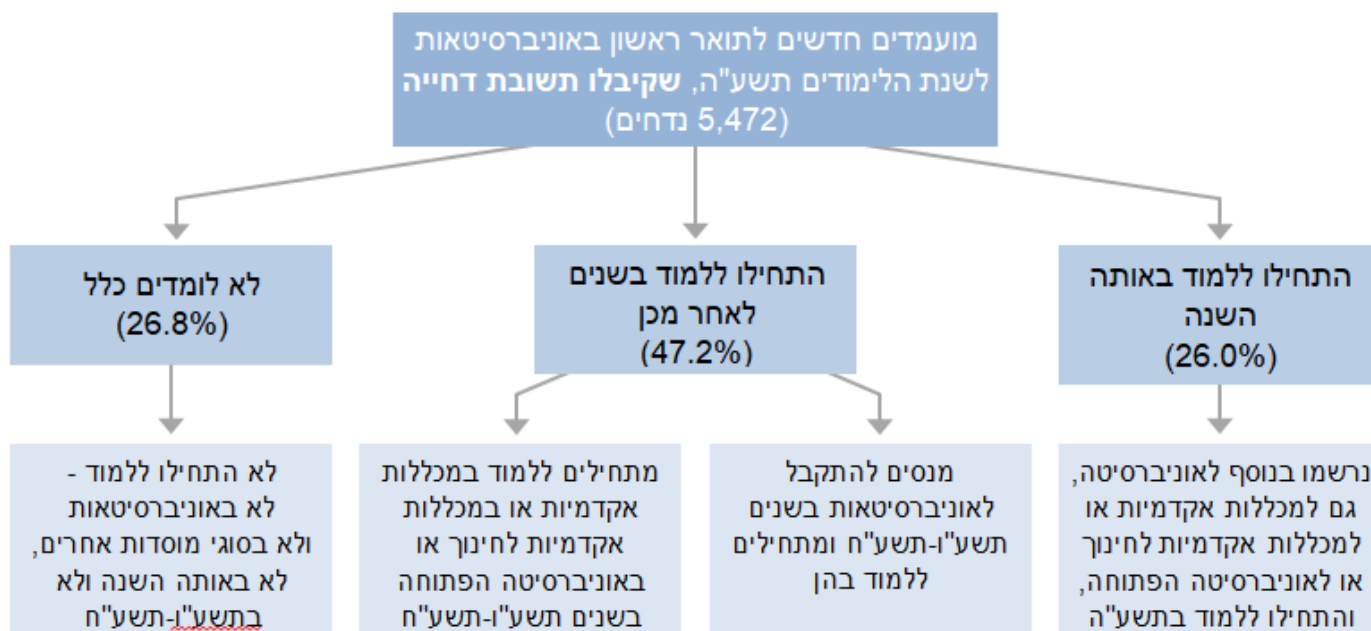 מועמדים חדשים לתואר ראשון באוניברסיטאות
לשנת הלימודים תשע"ה, שקיבלו תשובת דחייה
(5,472 נדחים)
התחילו ללמוד באותה
השנה
(26.0%)
התחילו ללמוד בשנים
לאחר מכן
(47.2%)
לא לומדים כלל
(26.8%)
נרשמו בנוסף לאוניברסיטה,
גם למכללות אקדמיות או
למכללות אקדמיות לחינוך
או לאוניברסיטה הפתוחה,
והתחילו ללמוד בתשע"ה
מנסים להתקבל
לאוניברסיטאות בשנים
תשע"ו-תשע"ח ומתחילים
ללמוד בהן
מתחילים ללמוד במכללות
אקדמיות או במכללות
אקדמיות לחינוך או
באוניברסיטה הפתוחה
בשנים תשע"ו-תשע"ח
לא התחילו ללמוד -
לא באוניברסיטאות
ולא בסוגי מוסדות אחרים,
לא באותה השנה ולא
בתשע"ו-תשע"ח